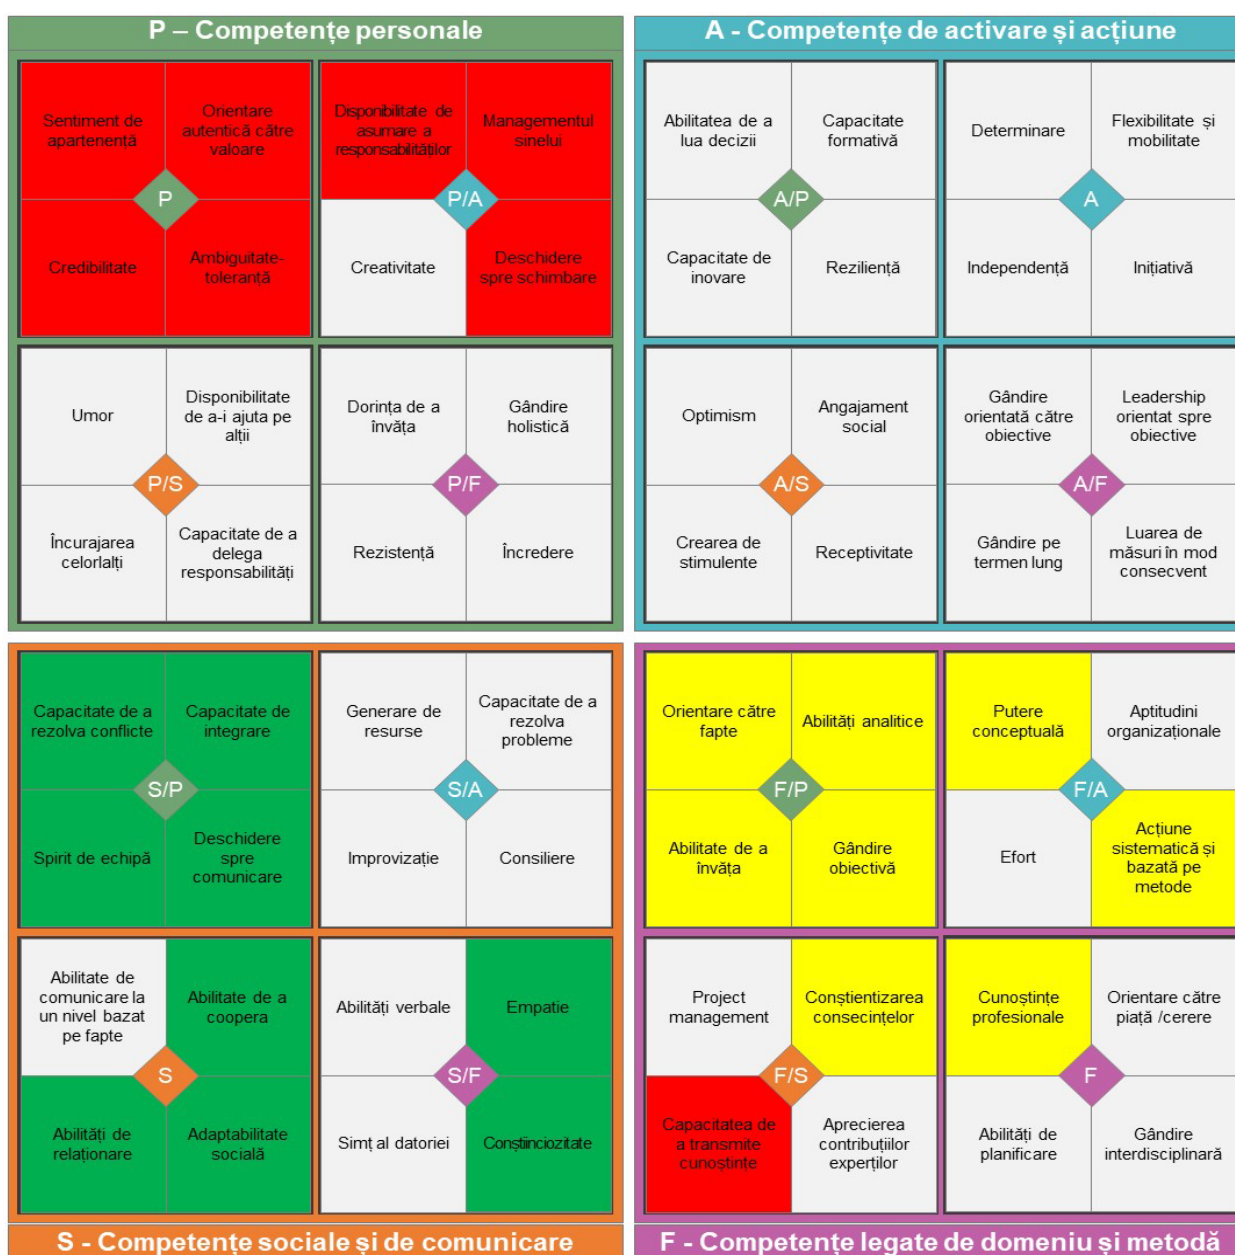 P – Competențe personale
Sentiment de
apartenență
Orientare
autentică către
valoare
P
Credibilitate
Ambiguitate-
toleranță
Disponibilitate de
asumare a
responsabilităților
Managementul
sinelui
P/A
Creativitate
Deschidere
spre schimbare
Umor
Disponibilitate
de a-i ajuta pe
alții
P/S
Încurajarea
celorlalți
Capacitate de a
delega
responsabilități
Dorința de a
învăța
Gândire
holistică
P/F
Rezistență
Încredere
A - Competențe de activare și acțiune
Abilitatea de a
lua decizii
Capacitate
formativă
A/P
Capacitate de
inovare
Reziliență
Determinare
Flexibilitate și
mobilitate
A
Independență
Inițiativă
Optimism
Angajament
social
A/S
Crearea de
stimulente
Receptivitate
Gândire
orientată către
obiective
Leadership
orientat spre
obiective
A/F
Gândire pe
termen lung
Luarea de
măsuri în mod
consecvent
Capacitate de a
rezolva conflicte
Capacitate de
integrare
S/P
Spirit de echipă
Deschidere
spre
comunicare
Generare de
resurse
Capacitate de a
rezolva
probleme
S/A
Improvizație
Consiliere
Abilitate de
comunicare la
un nivel bazat
pe fapte
Abilitate de a
coopera
S
Abilități de
relaționare
Adaptabilitate
socială
Abilități verbale
Empatie
S/F
Simț al datoriei
Conștiinciozitate
S - Competențe sociale și de comunicare
Orientare către
fapte
Abilități analitice
F/P
Abilitate de a
învăța
Gândire
obiectivă
Putere
conceptuală
Aptitudini
organizaționale
F/A
Efort
Acțiune
sistematică și
bazată pe
metode
Project
management
Conștientizarea
consecințelor
F/S
Capacitatea de
a transmite
cunoștințe
Aprecierea
contribuțiilor
experților
Cunoștințe
profesionale
Orientare către
piață /cerere
F
Abilități de
planificare
Gândire
interdisciplinară
F - Competențe legate de domeniu și metodă